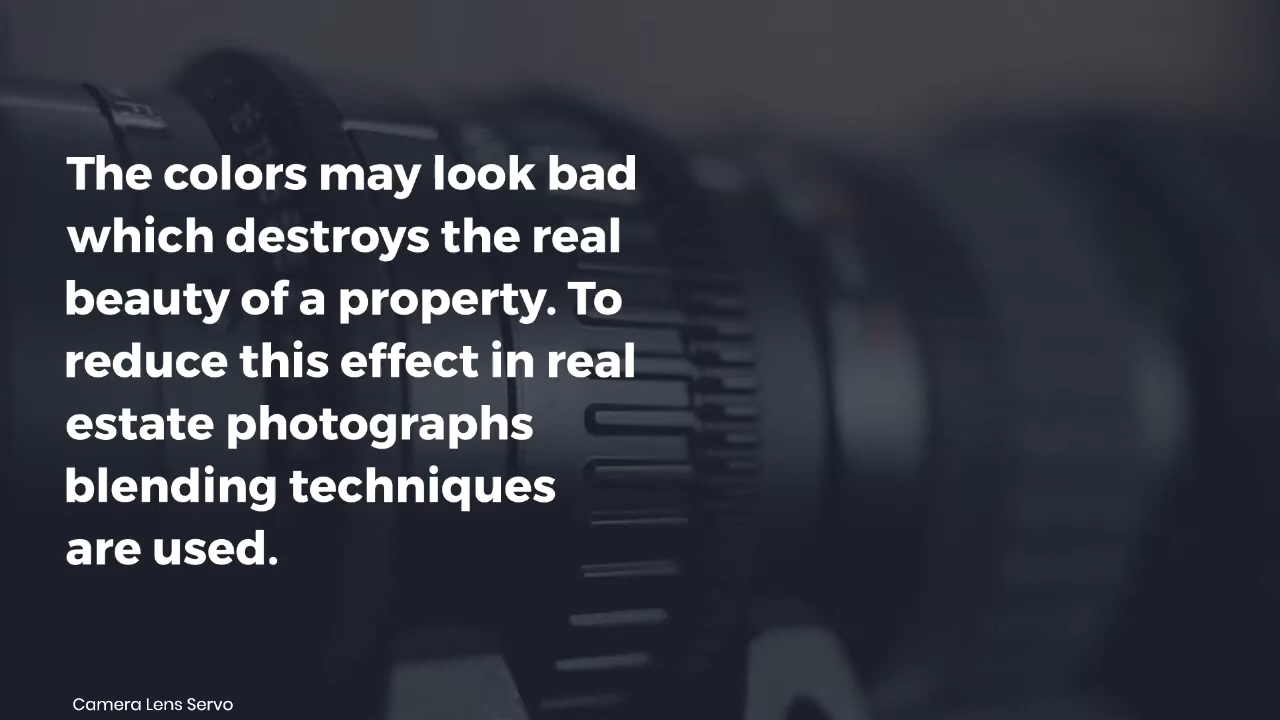 The colors may look bad
which destroys the real
beauty of a property. To
reduce this effect in real
estate photographs
blending techniques
are used.
Camera Lens Servo